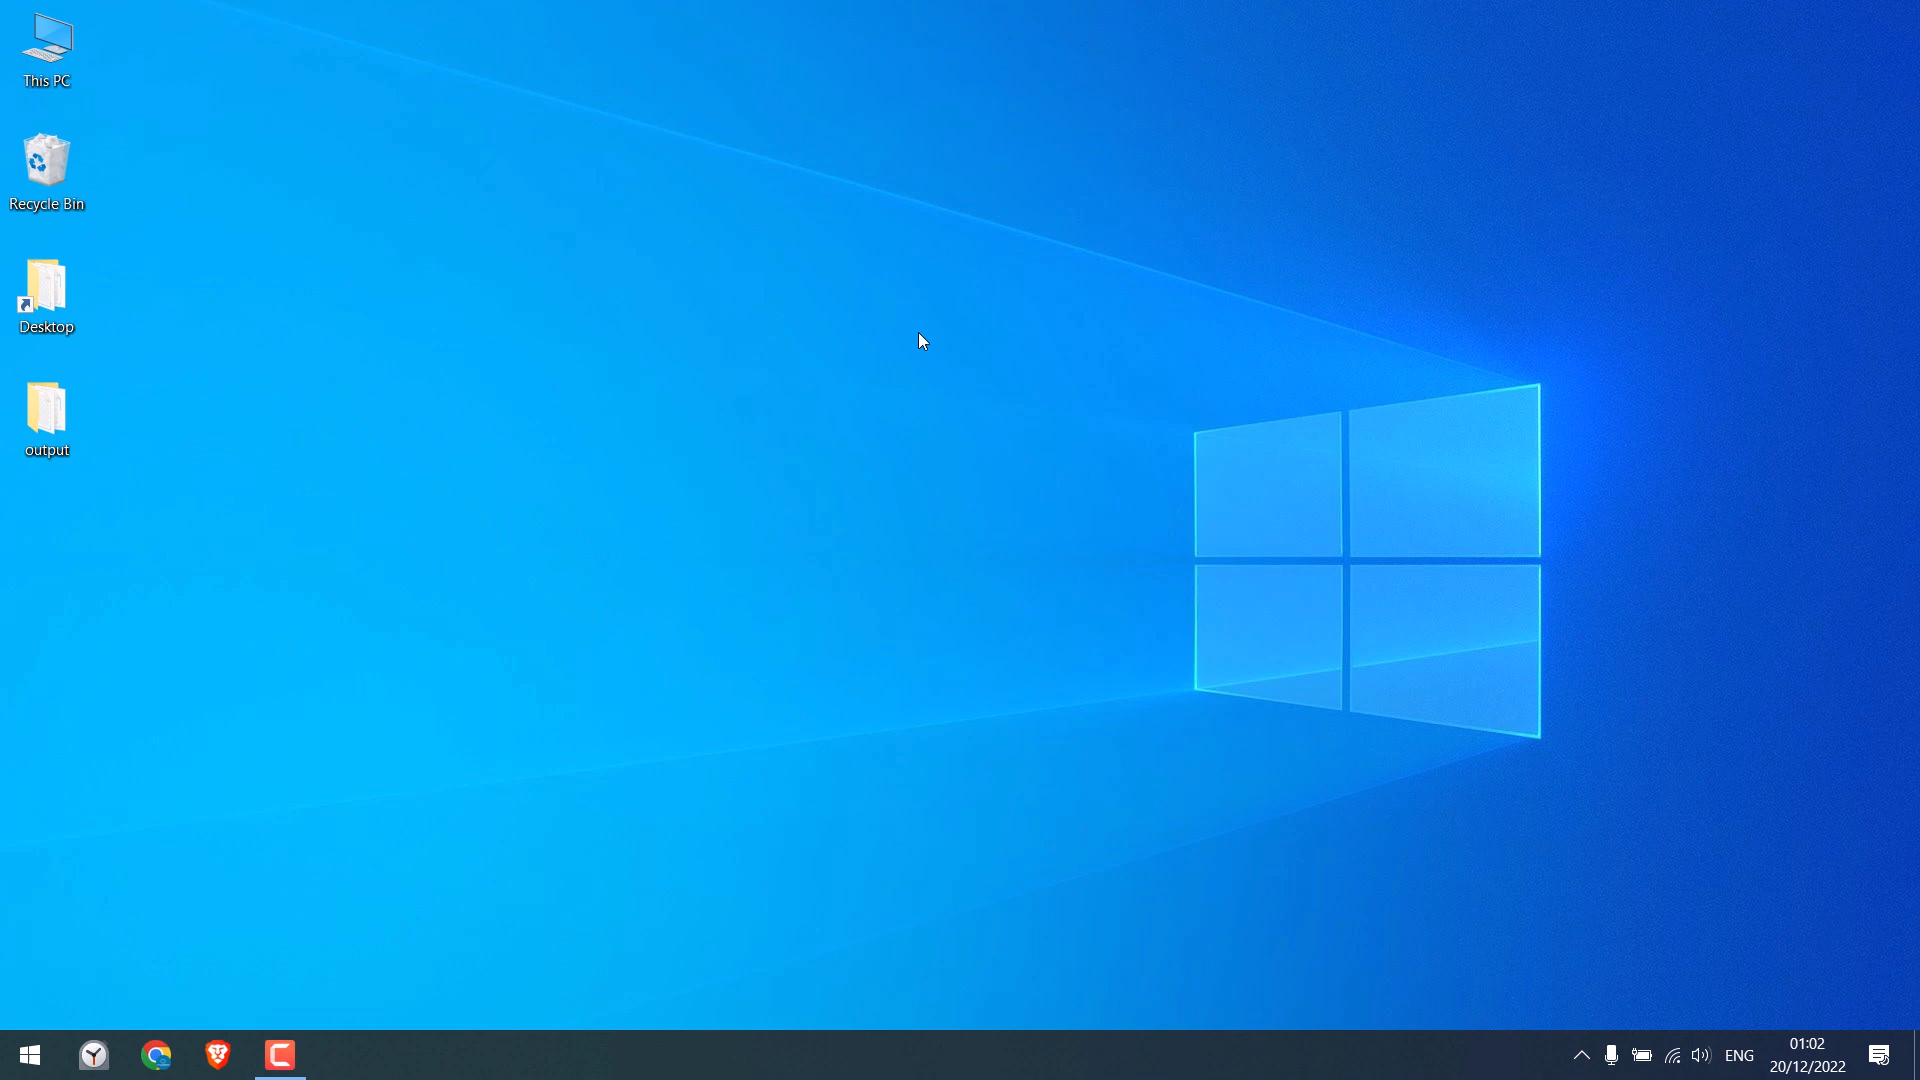 This PC
Recycle Bin
Desktop
output
ENG
01:02
20/12/2022